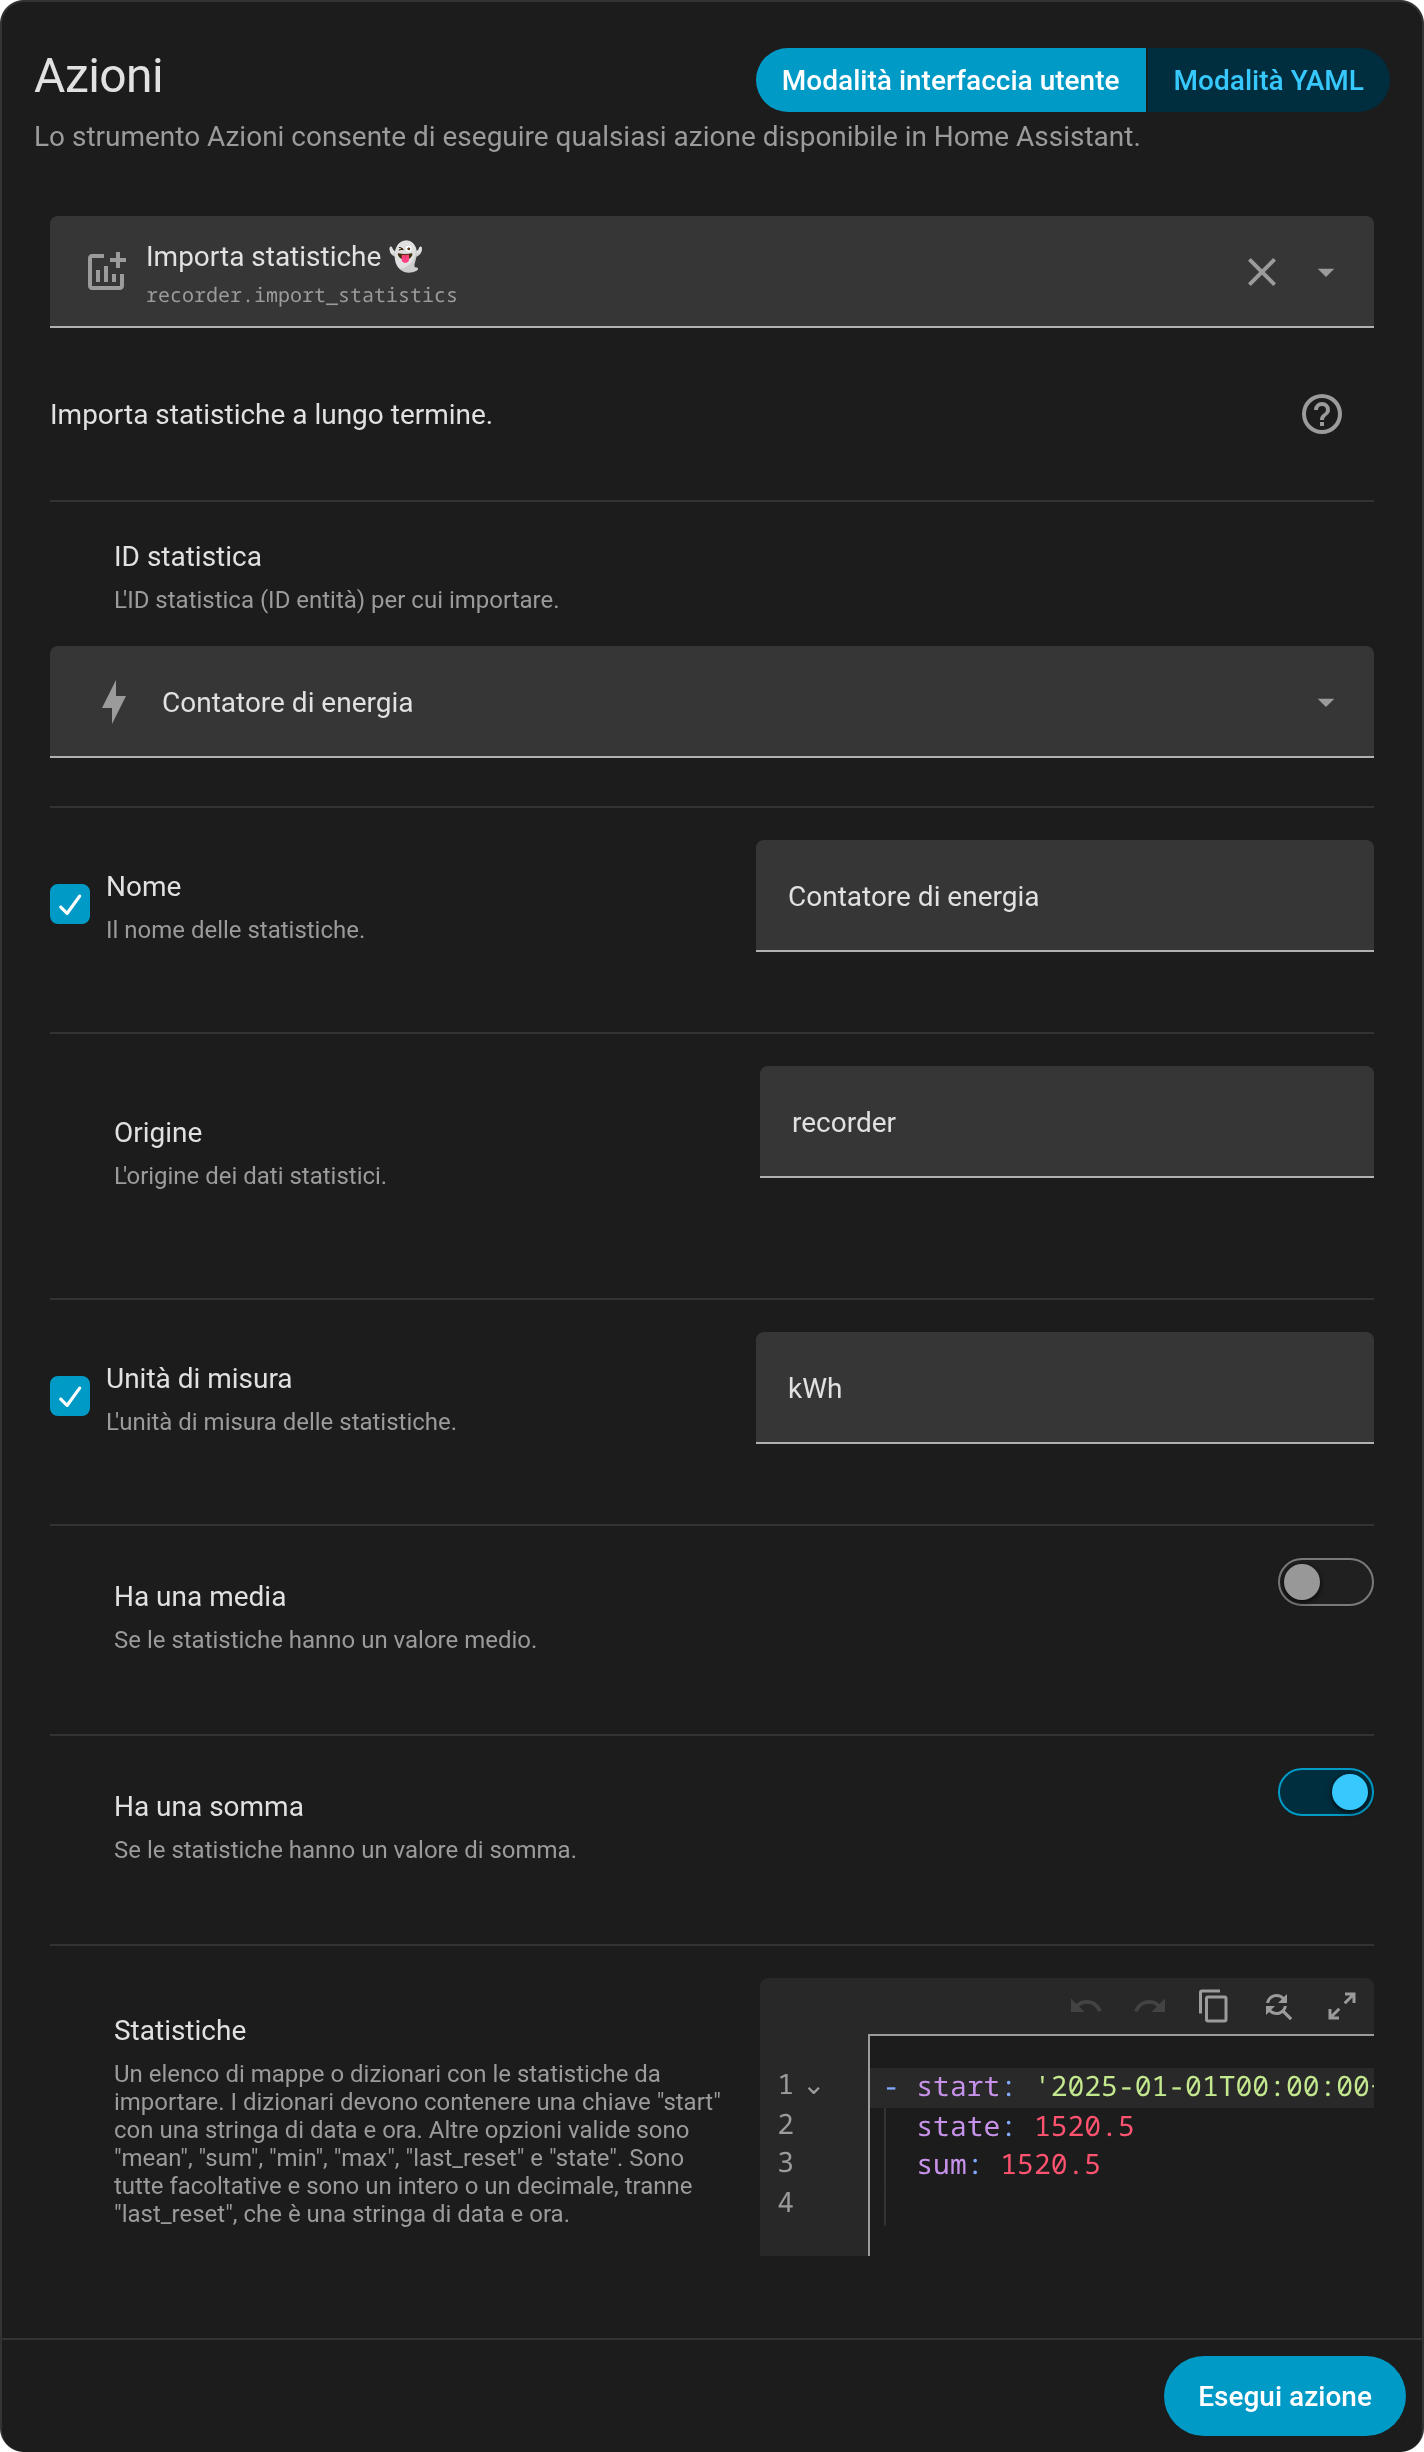 Azioni
Modalità interfaccia utente
Modalità YAML
Lo strumento Azioni consente di eseguire qualsiasi azione disponibile in Home Assistant.
Importa statistiche 👻
recorder.import_statistics
Importa statistiche a lungo termine.
ID statistica
L'ID statistica (ID entità) per cui importare.
Contatore di energia
Nome
Il nome delle statistiche.
Contatore di energia
Origine
L'origine dei dati statistici.
recorder
Unità di misura
L'unità di misura delle statistiche.
kWh
Ha una media
Se le statistiche hanno un valore medio.
Ha una somma
Se le statistiche hanno un valore di somma.
Statistiche
Un elenco di mappe o dizionari con le statistiche da
importare. I dizionari devono contenere una chiave "start"
con una stringa di data e ora. Altre opzioni valide sono
"mean", "sum", "min", "max", "last_reset" e "state". Sono
tutte facoltative e sono un intero o un decimale, tranne
"last_reset", che è una stringa di data e ora.
1 - start: '2025-01-01T00:00:00
2 state: 1520.5
3 sum: 1520.5
4
Esegui azione